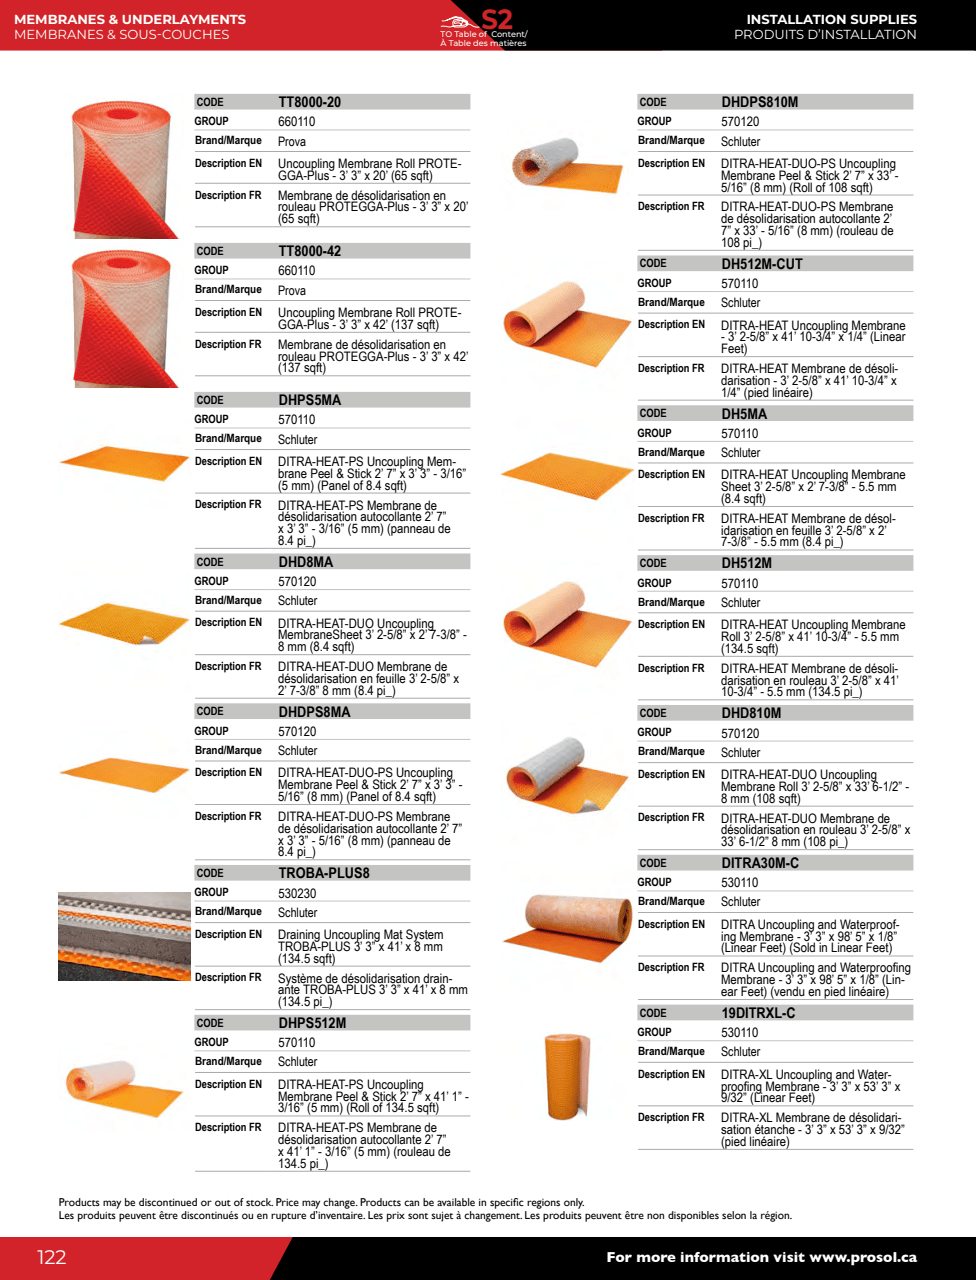 MEMBRANES & UNDERLAYMENTS
MEMBRANES & SOUS-COUCHES
S2
TO Table of Content/
À Table des matières
INSTALLATION SUPPLIES
PRODUITS D'INSTALLATION
CODE TT8000-20
GROUP 660110
Brand/Marque Prova
Description EN Uncoupling Membrane Roll PROTE-
GGA-Plus - 3' 3" x 20' (65 sqft)
Description FR Membrane de désolidarisation en
rouleau PROTEGGA-Plus - 3' 3" x 20'
(65 sqft)
CODE TT8000-42
GROUP 660110
Brand/Marque Prova
Description EN Uncoupling Membrane Roll PROTE-
GGA-Plus - 3' 3" x 42' (137 sqft)
Description FR Membrane de désolidarisation en
rouleau PROTEGGA-Plus - 3' 3" x 42'
(137 sqft)
CODE DHPS5MA
GROUP 570110
Brand/Marque Schluter
Description EN DITRA-HEAT-PS Uncoupling Mem-
brane Peel & Stick 2' 7" x 3' 3" - 3/16"
(5 mm) (Panel of 8.4 sqft)
Description FR DITRA-HEAT-PS Membrane de
désolidarisation autocollante 2' 7"
x 3' 3" - 3/16" (5 mm) (panneau de
8.4 pi_)
CODE DHD8MA
GROUP 570120
Brand/Marque Schluter
Description EN DITRA-HEAT-DUO Uncoupling
MembraneSheet 3' 2-5/8" x 2' 7-3/8" -
8 mm (8.4 sqft)
Description FR DITRA-HEAT-DUO Membrane de
désolidarisation en feuille 3' 2-5/8" x
2' 7-3/8" 8 mm (8.4 pi_)
CODE DHDPS8MA
GROUP 570120
Brand/Marque Schluter
Description EN DITRA-HEAT-DUO-PS Uncoupling
Membrane Peel & Stick 2' 7" x 3' 3" -
5/16" (8 mm) (Panel of 8.4 sqft)
Description FR DITRA-HEAT-DUO-PS Membrane
de désolidarisation autocollante 2' 7"
x 3' 3" - 5/16" (8 mm) (panneau de
8.4 pi_)
CODE TROBA-PLUS8
GROUP 530230
Brand/Marque Schluter
Description EN Draining Uncoupling Mat System
TROBA-PLUS 3' 3" x 41' x 8 mm
(134.5 sqft)
Description FR Système de désolidarisation drain-
ante TROBA-PLUS 3' 3" x 41' x 8 mm
(134.5 pi_)
CODE DHPS512M
GROUP 570110
Brand/Marque Schluter
Description EN DITRA-HEAT-PS Uncoupling
Membrane Peel & Stick 2' 7" x 41' 1" -
3/16" (5 mm) (Roll of 134.5 sqft)
Description FR DITRA-HEAT-PS Membrane de
désolidarisation autocollante 2' 7"
x 41' 1" - 3/16" (5 mm) (rouleau de
134.5 pi_)
CODE DHDPS810M
GROUP 570120
Brand/Marque Schluter
Description EN DITRA-HEAT-DUO-PS Uncoupling
Membrane Peel & Stick 2' 7" x 33' -
5/16" (8 mm) (Roll of 108 sqft)
Description FR DITRA-HEAT-DUO-PS Membrane
de désolidarisation autocollante 2'
7" x 33' - 5/16" (8 mm) (rouleau de
108 pi_)
CODE DH512M-CUT
GROUP 570110
Brand/Marque Schluter
Description EN DITRA-HEAT Uncoupling Membrane
- 3' 2-5/8" x 41' 10-3/4" x 1/4" (Linear
Feet)
Description FR DITRA-HEAT Membrane de désoli-
darisation - 3' 2-5/8" x 41' 10-3/4" x
1/4" (pied linéaire)
CODE DH5MA
GROUP 570110
Brand/Marque Schluter
Description EN DITRA-HEAT Uncoupling Membrane
Sheet 3' 2-5/8" x 2' 7-3/8" - 5.5 mm
(8.4 sqft)
Description FR DITRA-HEAT Membrane de désol-
idarisation en feuille 3' 2-5/8" x 2'
7-3/8" - 5.5 mm (8.4 pi_)
CODE DH512M
GROUP 570110
Brand/Marque Schluter
Description EN DITRA-HEAT Uncoupling Membrane
Roll 3' 2-5/8" x 41' 10-3/4" - 5.5 mm
(134.5 sqft)
Description FR DITRA-HEAT Membrane de désoli-
darisation en rouleau 3' 2-5/8" x 41'
10-3/4" - 5.5 mm (134.5 pi_)
CODE DHD810M
GROUP 570120
Brand/Marque Schluter
Description EN DITRA-HEAT-DUO Uncoupling
Membrane Roll 3' 2-5/8" x 33' 6-1/2" -
8 mm (108 sqft)
Description FR DITRA-HEAT-DUO Membrane de
désolidarisation en rouleau 3' 2-5/8" x
33' 6-1/2" 8 mm (108 pi_)
CODE DITRA30M-C
GROUP 530110
Brand/Marque Schluter
Description EN DITRA Uncoupling and Waterproof-
ing Membrane - 3' 3" x 98' 5" x 1/8"
(Linear Feet) (Sold in Linear Feet)
Description FR DITRA Uncoupling and Waterproofing
Membrane - 3' 3" x 98' 5" x 1/8" (Lin-
ear Feet) (vendu en pied linéaire)
CODE 19DITRXL-C
GROUP 530110
Brand/Marque Schluter
Description EN DITRA-XL Uncoupling and Water-
proofing Membrane - 3' 3" x 53' 3" x
9/32" (Linear Feet)
Description FR DITRA-XL Membrane de désolidari-
sation étanche - 3' 3" x 53' 3" x 9/32"
(pied linéaire)
Products may be discontinued or out of stock. Price may change. Products can be available in specific regions only.
Les produits peuvent être discontinués ou en rupture d'inventaire. Les prix sont sujet à changement. Les produits peuvent être non disponibles selon la région.
122
For more information visit www.prosol.ca